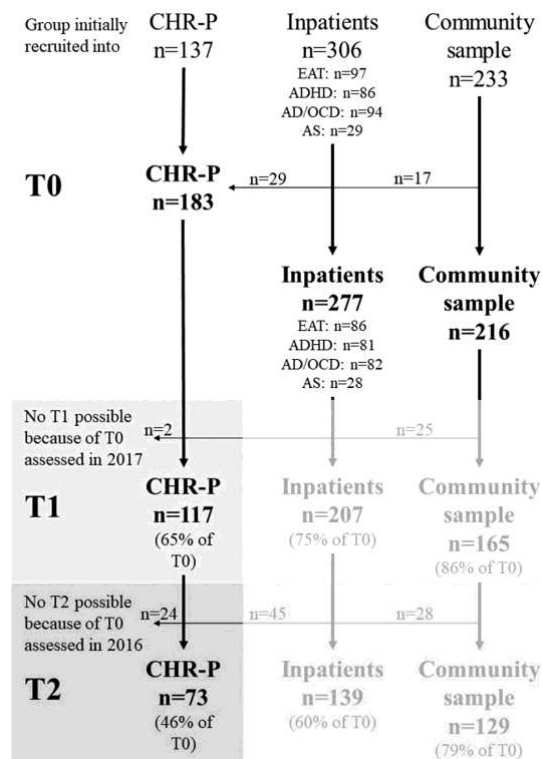 Group initially
recruited into
CHR-P
n=137
Inpatients
n=306
EAT: n=97
ADHD: n=86
AD/OCD: n=94
AS: n=29
Community
sample
n=233
T0
CHR-P
n=183
n=29
n=17
Inpatients
n=277
EAT: n=86
ADHD: n=81
AD/OCD: n=82
AS: n=28
Community
sample
n=216
No T1 possible
because of T0
assessed in 2017
n=2
n=25
T1
CHR-P
n=117
(65% of
T0)
Inpatients
n=207
(75% of T0)
Community
sample
n=165
(86% of T0)
No T2 possible
because of T0
assessed in 2016
n=24
n=45
n=28
T2
CHR-P
n=73
(46% of
T0)
Inpatients
n=139
(60% of T0)
Community
sample
n=129
(79% of T0)